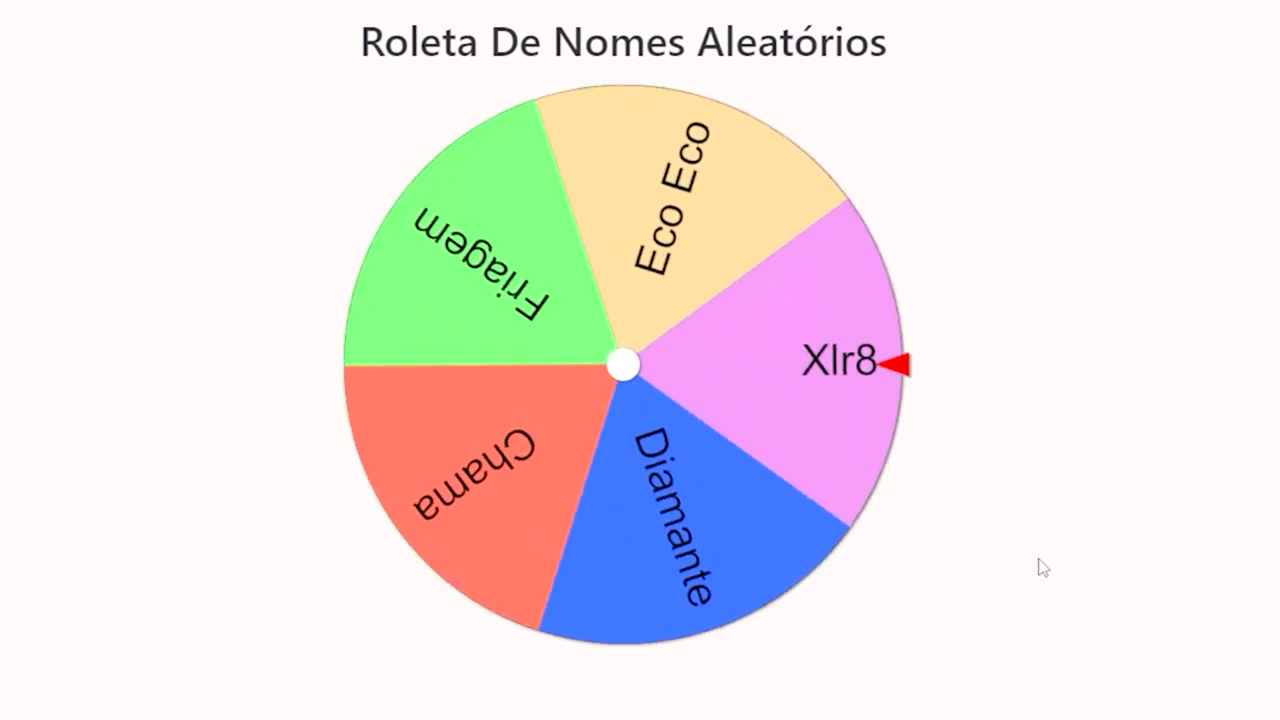 Roleta De Nomes Aleatórios
Eco Eco
Friagem
Xlr8
Chama
Diamante